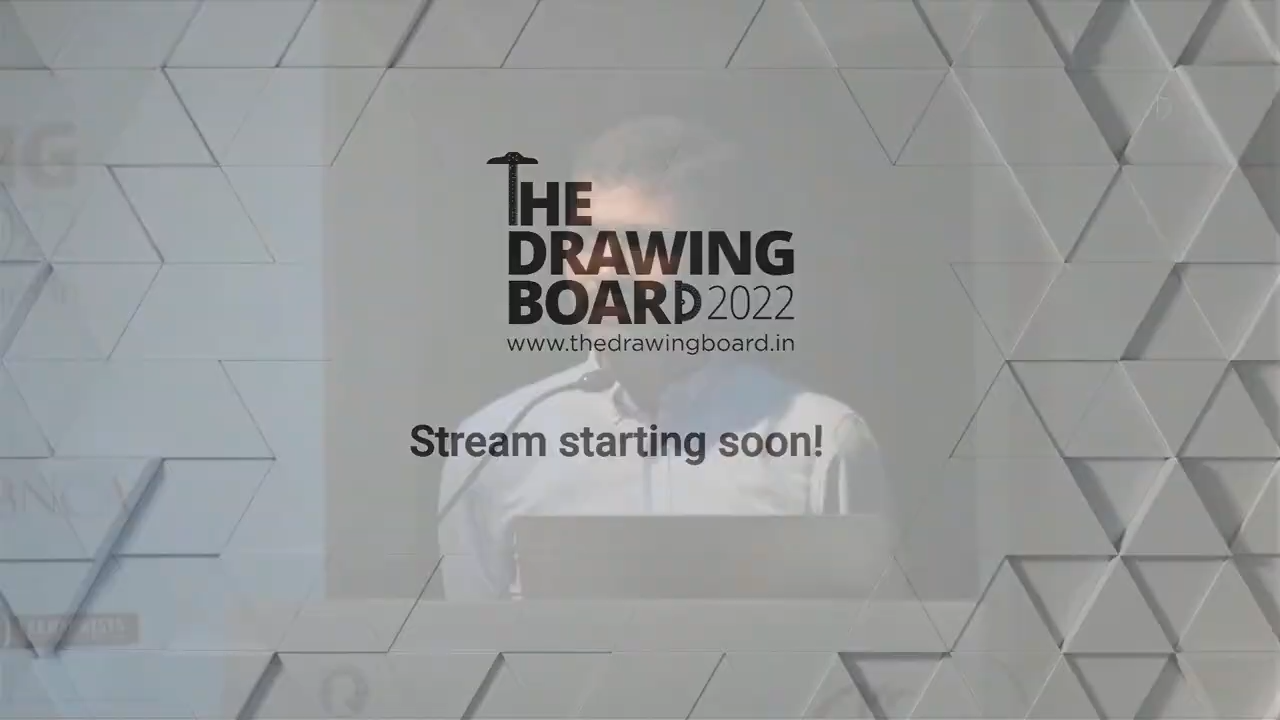 THE
DRAWING
BOARD 2022
www.thedrawingboard.in
Stream starting soon!